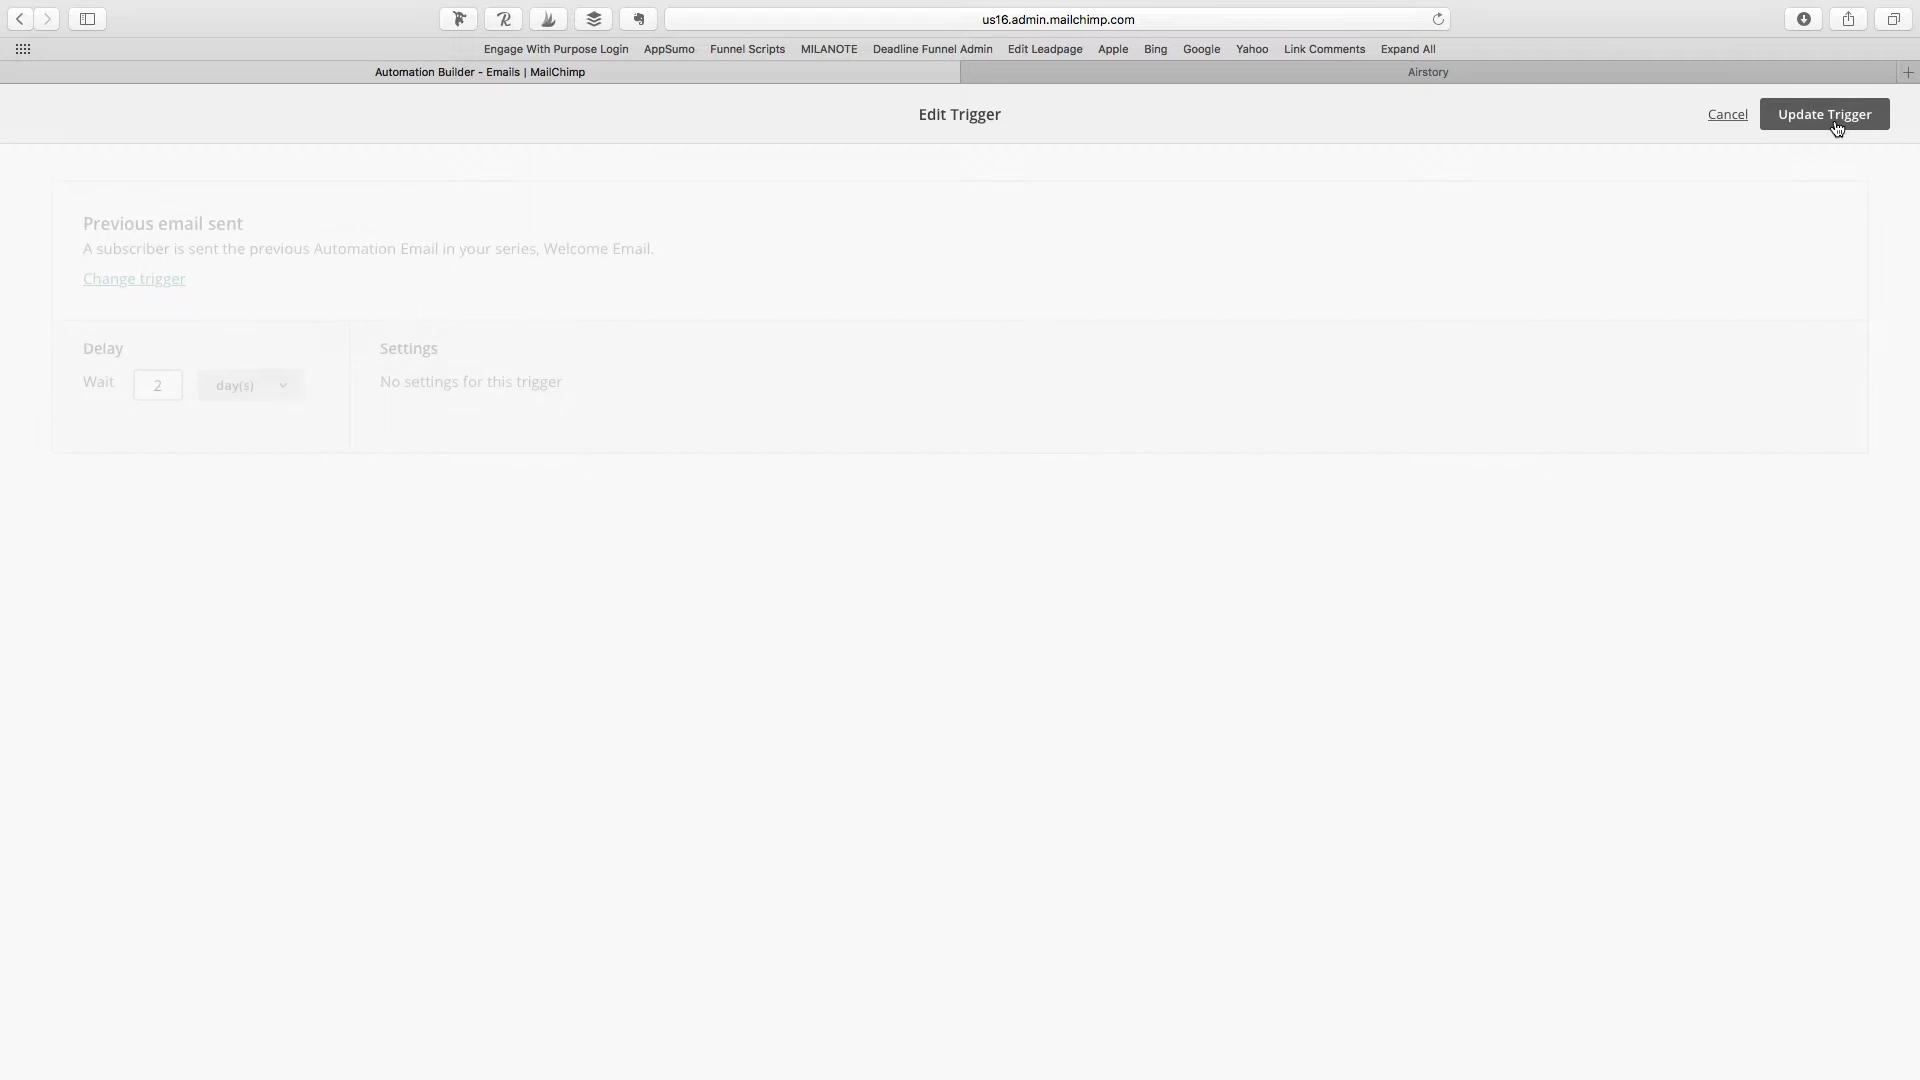 us16.admin.mailchimp.com
Engage With Purpose Login AppSumo Funnel Scripts MILANOTE Deadline Funnel Admin Edit Leadpage Apple Bing Google Yahoo Link Comments Expand All
Automation Builder - Emails | MailChimp Airstory
Edit Trigger Cancel Update Trigger
Previous email sent
A subscriber is sent the previous Automation Email in your series, Welcome Email.
Change trigger
Delay Settings
Wait 2 day(s) No settings for this trigger